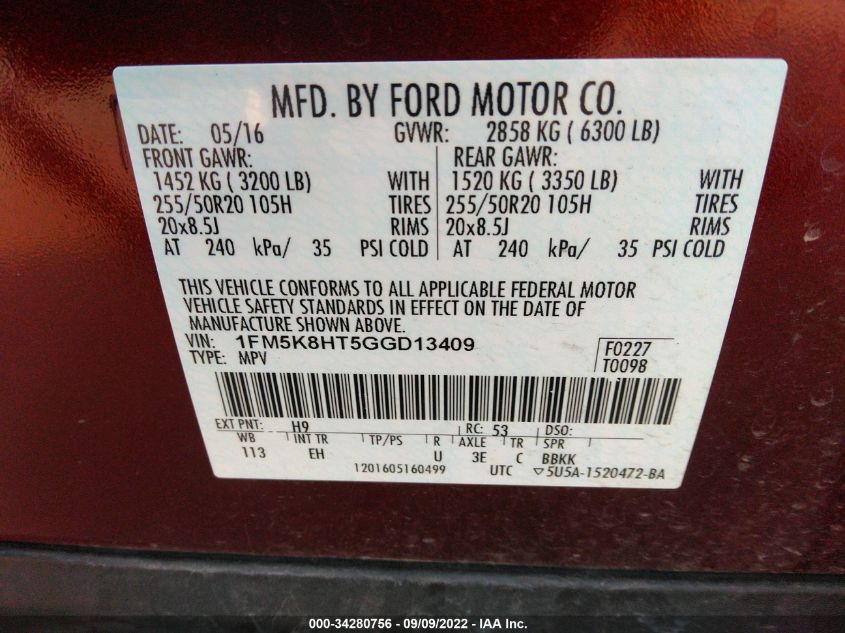 MFD. BY FORD MOTOR CO.
DATE: 05/16 GVWR: 2858 KG ( 6300 LB)
FRONT GAWR: REAR GAWR:
1452 KG ( 3200 LB) WITH 1520 KG ( 3350 LB) WITH
255/50R20 105H TIRES 255/50R20 105H TIRES
20x8.5J RIMS 20x8.5J RIMS
AT 240 kPa/ 35 PSI COLD AT 240 kPa/ 35 PSI COLD
THIS VEHICLE CONFORMS TO ALL APPLICABLE FEDERAL MOTOR
VEHICLE SAFETY STANDARDS IN EFFECT ON THE DATE OF
MANUFACTURE SHOWN ABOVE.
VIN: 1FM5K8HT5GGD13409 F0227
TYPE: MPV T0098
EXT PNT: H9 RC: 53 DSO:
WB INT TR TP/PS R AXLE TR SPR
113 EH U 3E C BBKK
1201605160499 UTC ▽5U5A-1520472-BA
000-34280756 - 09/09/2022 - IAA Inc.